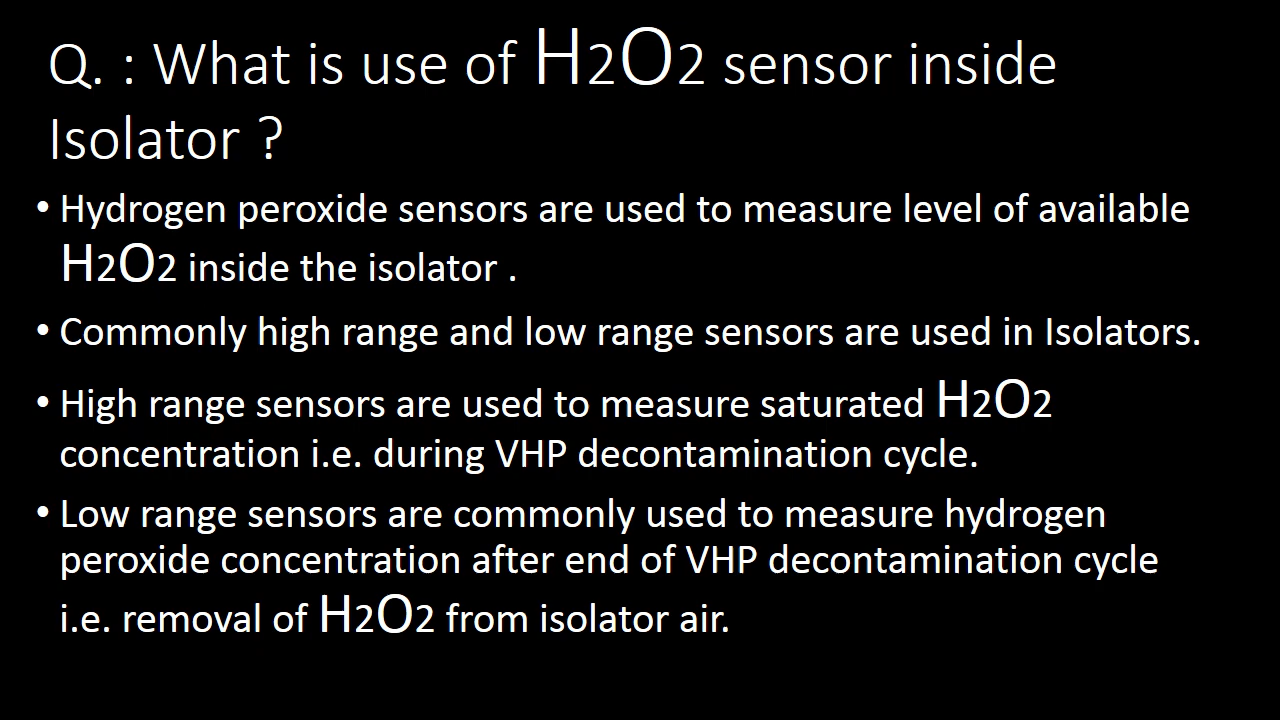 Q. : What is use of H2O2 sensor inside
Isolator ?
• Hydrogen peroxide sensors are used to measure level of available
H2O2 inside the isolator .
• Commonly high range and low range sensors are used in Isolators.
• High range sensors are used to measure saturated H2O2
concentration i.e. during VHP decontamination cycle.
• Low range sensors are commonly used to measure hydrogen
peroxide concentration after end of VHP decontamination cycle
i.e. removal of H2O2 from isolator air.